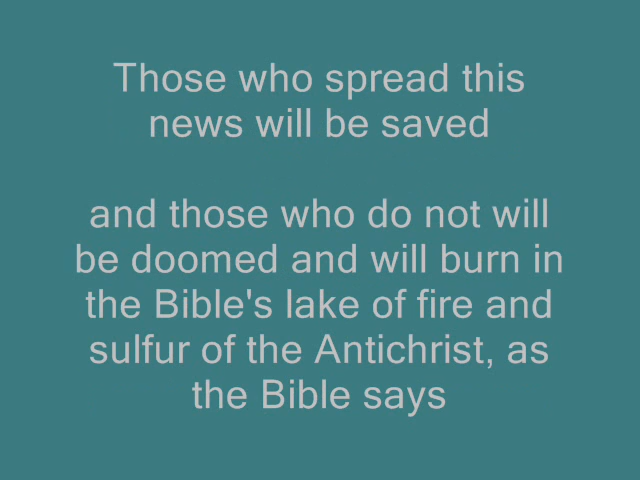 Those who spread this
news will be saved
and those who do not will
be doomed and will burn in
the Bible's lake of fire and
sulfur of the Antichrist, as
the Bible says